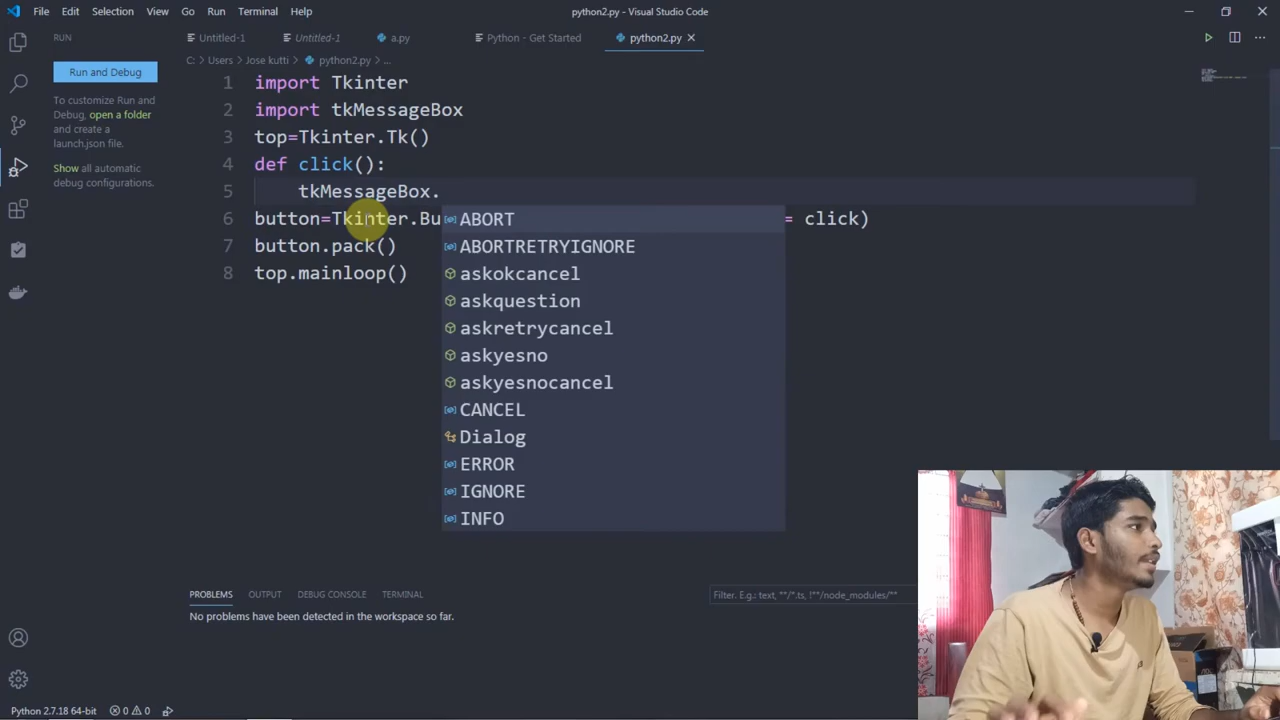 File Edit Selection View Go Run Terminal Help
python2.py - Visual Studio Code
RUN
Untitled-1
Untitled-1
a.py
Python - Get Started
python2.py
C: > Users > Jose kutti > python2.py > ...
Run and Debug
To customize Run and
Debug, open a folder
and create a
launch.json file.
Show all automatic
debug configurations.
1 import Tkinter
2 import tkMessageBox
3 top=Tkinter.Tk()
4 def click():
5 tkMessageBox.
6 button=Tkinter.Bu = click)
7 button.pack()
8 top.mainloop()
ABORT
ABORTRETRYIGNORE
askokcancel
askquestion
askretrycancel
askyesno
askyesnocancel
CANCEL
Dialog
ERROR
IGNORE
INFO
PROBLEMS OUTPUT DEBUG CONSOLE TERMINAL
Filter. E.g.: text, **/*.ts, !**/node_modules/**
No problems have been detected in the workspace so far.
Python 2.7.18 64-bit 0 0